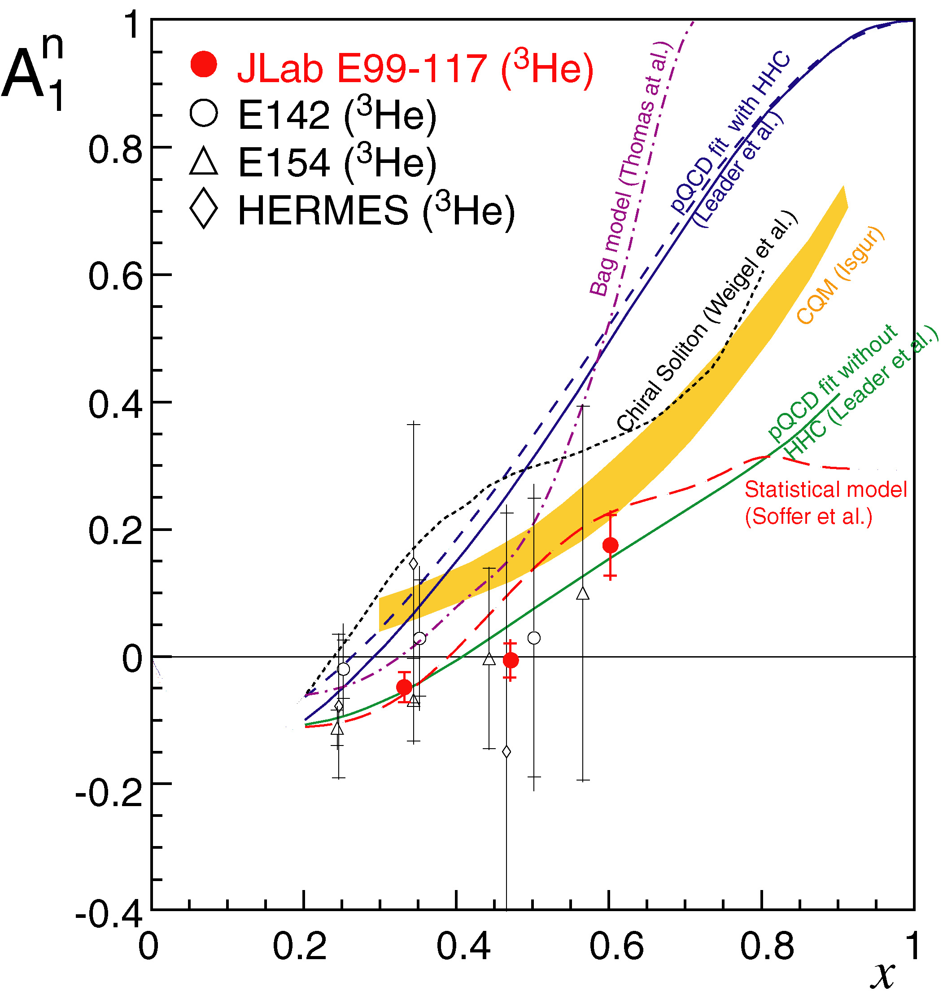 A₁ⁿ
1
0.8
0.6
0.4
0.2
0
-0.2
-0.4
JLab E99-117 (³He)
E142 (³He)
E154 (³He)
HERMES (³He)
Bag model (Thomas at al.)
pQCD fit with HHC
(Leader et al.)
Chiral Soliton (Weigel et al.)
CQM (Isgur)
pQCD fit without
HHC (Leader et al.)
Statistical model
(Soffer et al.)
0 0.2 0.4 0.6 0.8 1
x